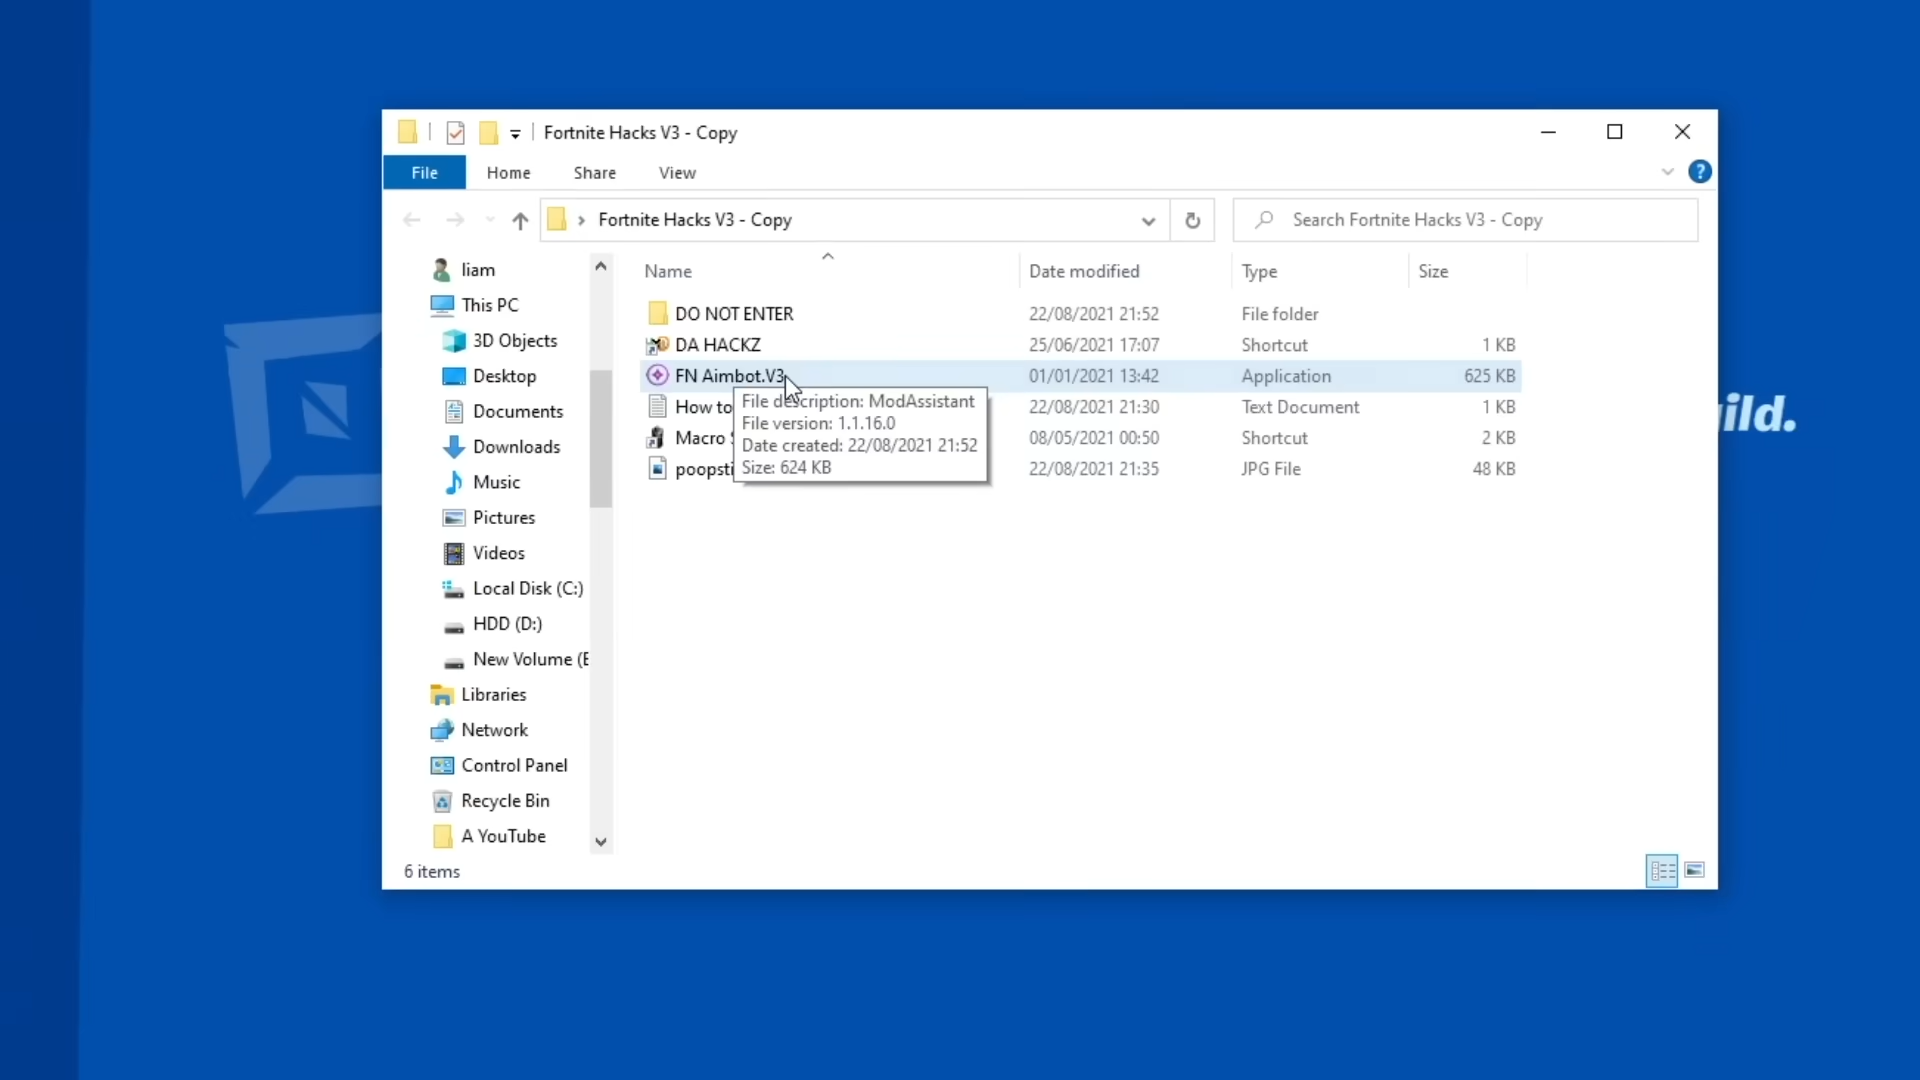 Fortnite Hacks V3 - Copy
File Home Share View
Fortnite Hacks V3 - Copy
Search Fortnite Hacks V3 - Copy
Name Date modified Type Size
liam
This PC
3D Objects
Desktop
Documents
Downloads
Music
Pictures
Videos
Local Disk (C:)
HDD (D:)
New Volume (E
Libraries
Network
Control Panel
Recycle Bin
A YouTube
DO NOT ENTER 22/08/2021 21:52 File folder
DA HACKZ 25/06/2021 17:07 Shortcut 1 KB
FN Aimbot.V3 01/01/2021 13:42 Application 625 KB
How to 22/08/2021 21:30 Text Document 1 KB
Macro 08/05/2021 00:50 Shortcut 2 KB
poopsti 22/08/2021 21:35 JPG File 48 KB
File description: ModAssistant
File version: 1.1.16.0
Date created: 22/08/2021 21:52
Size: 624 KB
6 items
ild.